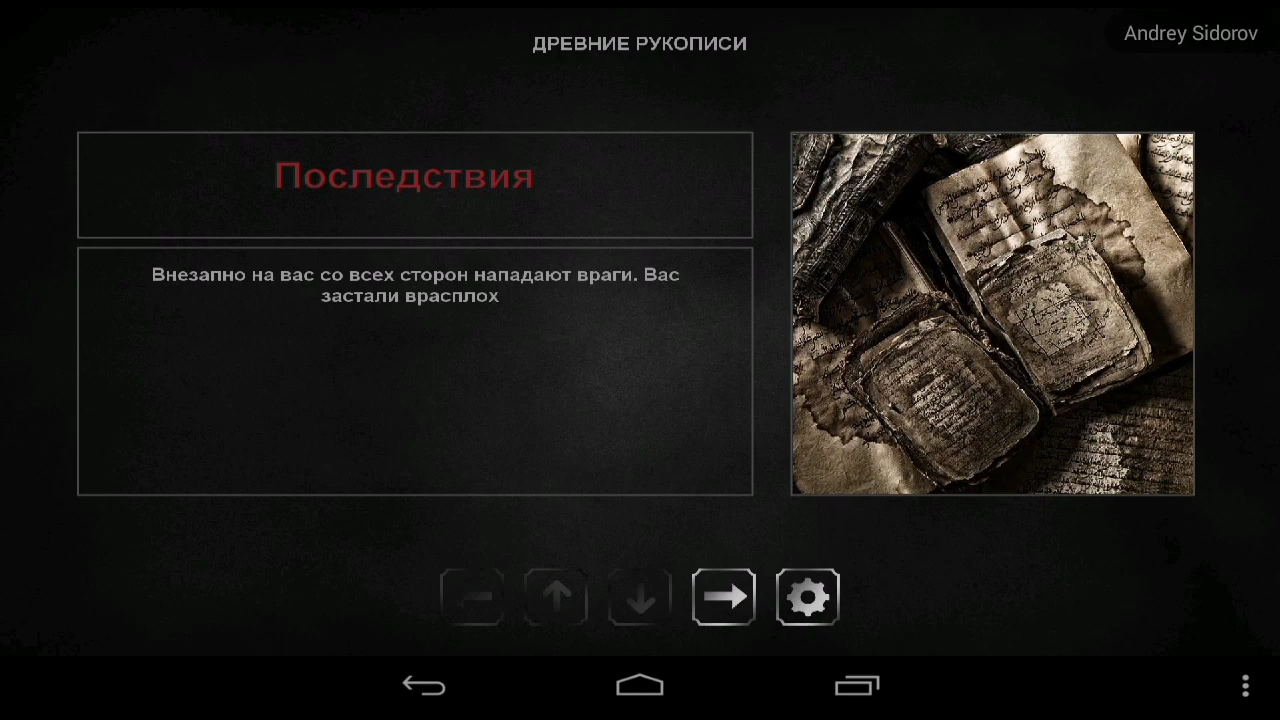 ДРЕВНИЕ РУКОПИСИ
Andrey Sidorov
Последствия
Внезапно на вас со всех сторон нападают враги. Вас
застали врасплох